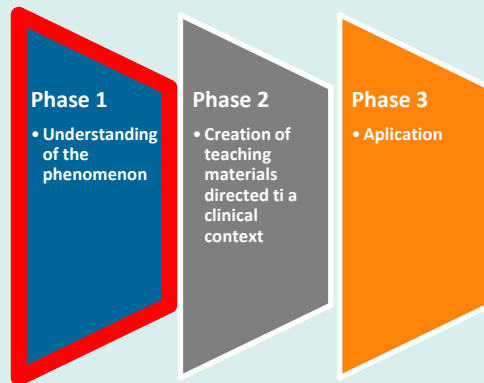 Phase 1
• Understanding
of the
phenomenon
Phase 2
• Creation of
teaching
materials
directed ti a
clinical
context
Phase 3
• Aplication